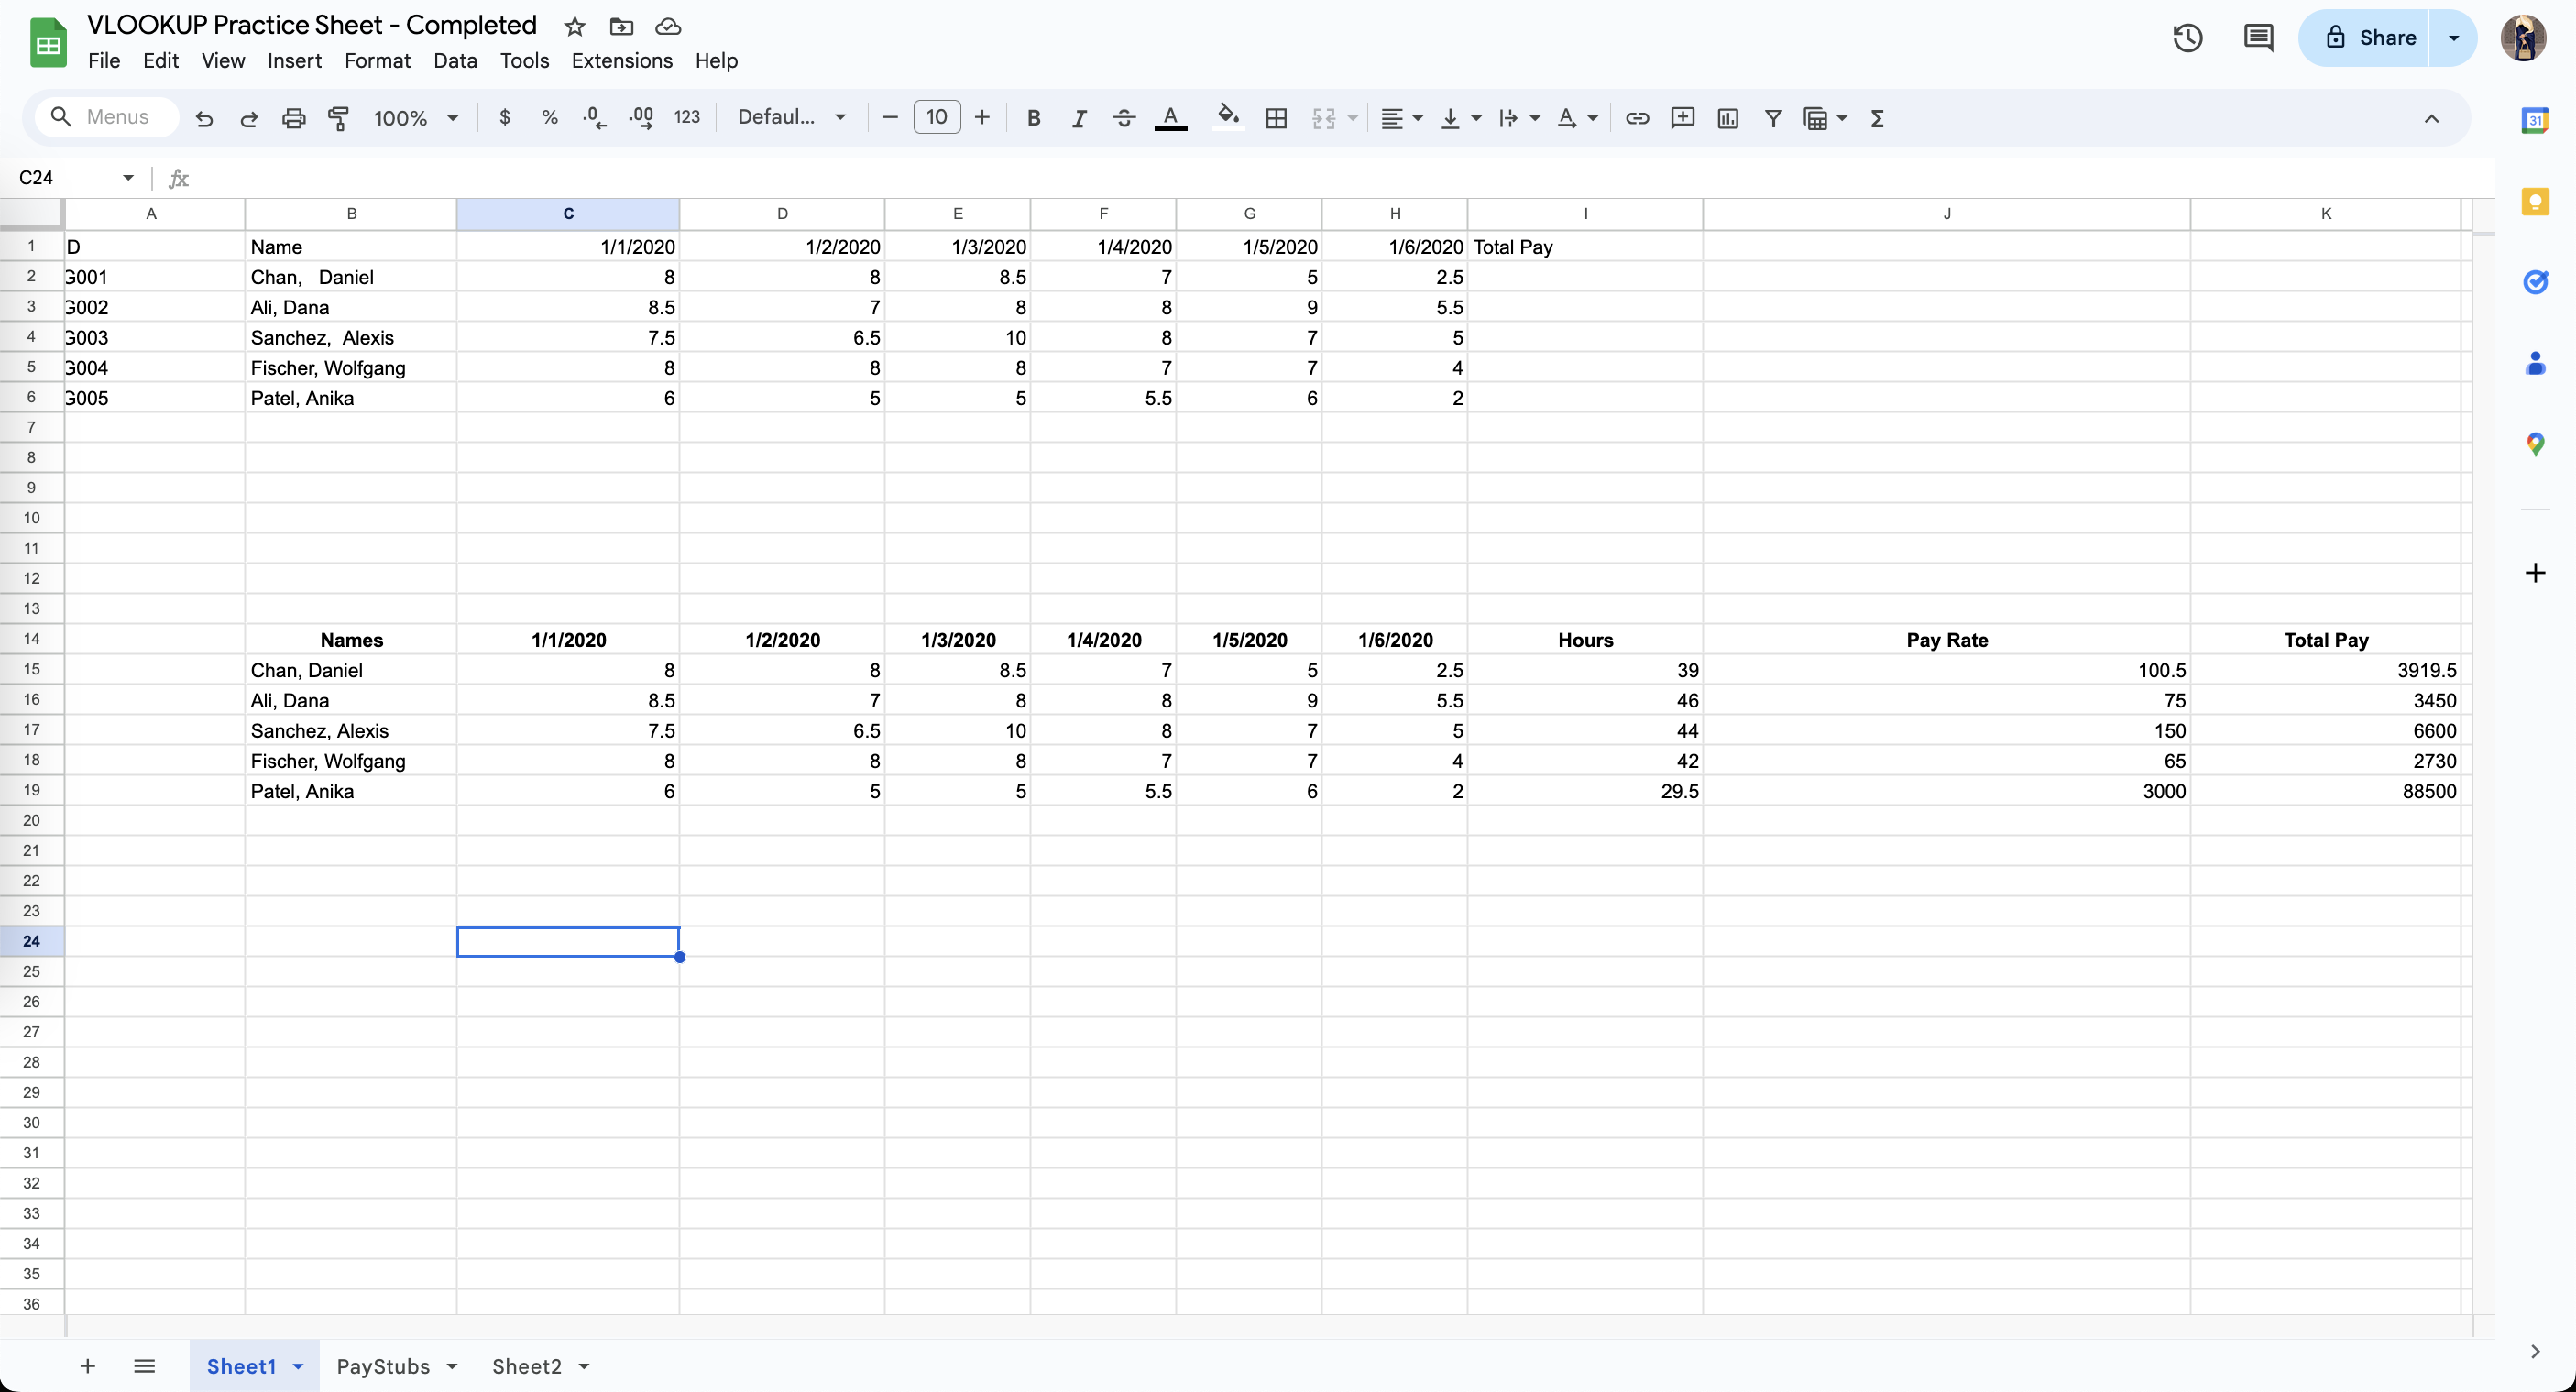 VLOOKUP Practice Sheet - Completed
File Edit View Insert Format Data Tools Extensions Help
Share
Menus 100% $ % .0 .00 123 Defaul... 10 B I A A Σ
31
C24 fx
A B C D E F G H I J K
1 D Name 1/1/2020 1/2/2020 1/3/2020 1/4/2020 1/5/2020 1/6/2020 Total Pay
2 G001 Chan, Daniel 8 8 8.5 7 5 2.5
3 G002 Ali, Dana 8.5 7 8 8 9 5.5
4 G003 Sanchez, Alexis 7.5 6.5 10 8 7 5
5 G004 Fischer, Wolfgang 8 8 8 7 7 4
6 G005 Patel, Anika 6 5 5 5.5 6 2
7
8
9
10
11
12
13
14 Names 1/1/2020 1/2/2020 1/3/2020 1/4/2020 1/5/2020 1/6/2020 Hours Pay Rate Total Pay
15 Chan, Daniel 8 8 8.5 7 5 2.5 39 100.5 3919.5
16 Ali, Dana 8.5 7 8 8 9 5.5 46 75 3450
17 Sanchez, Alexis 7.5 6.5 10 8 7 5 44 150 6600
18 Fischer, Wolfgang 8 8 8 7 7 4 42 65 2730
19 Patel, Anika 6 5 5 5.5 6 2 29.5 3000 88500
20
21
22
23
24
25
26
27
28
29
30
31
32
33
34
35
36
Sheet1 PayStubs Sheet2